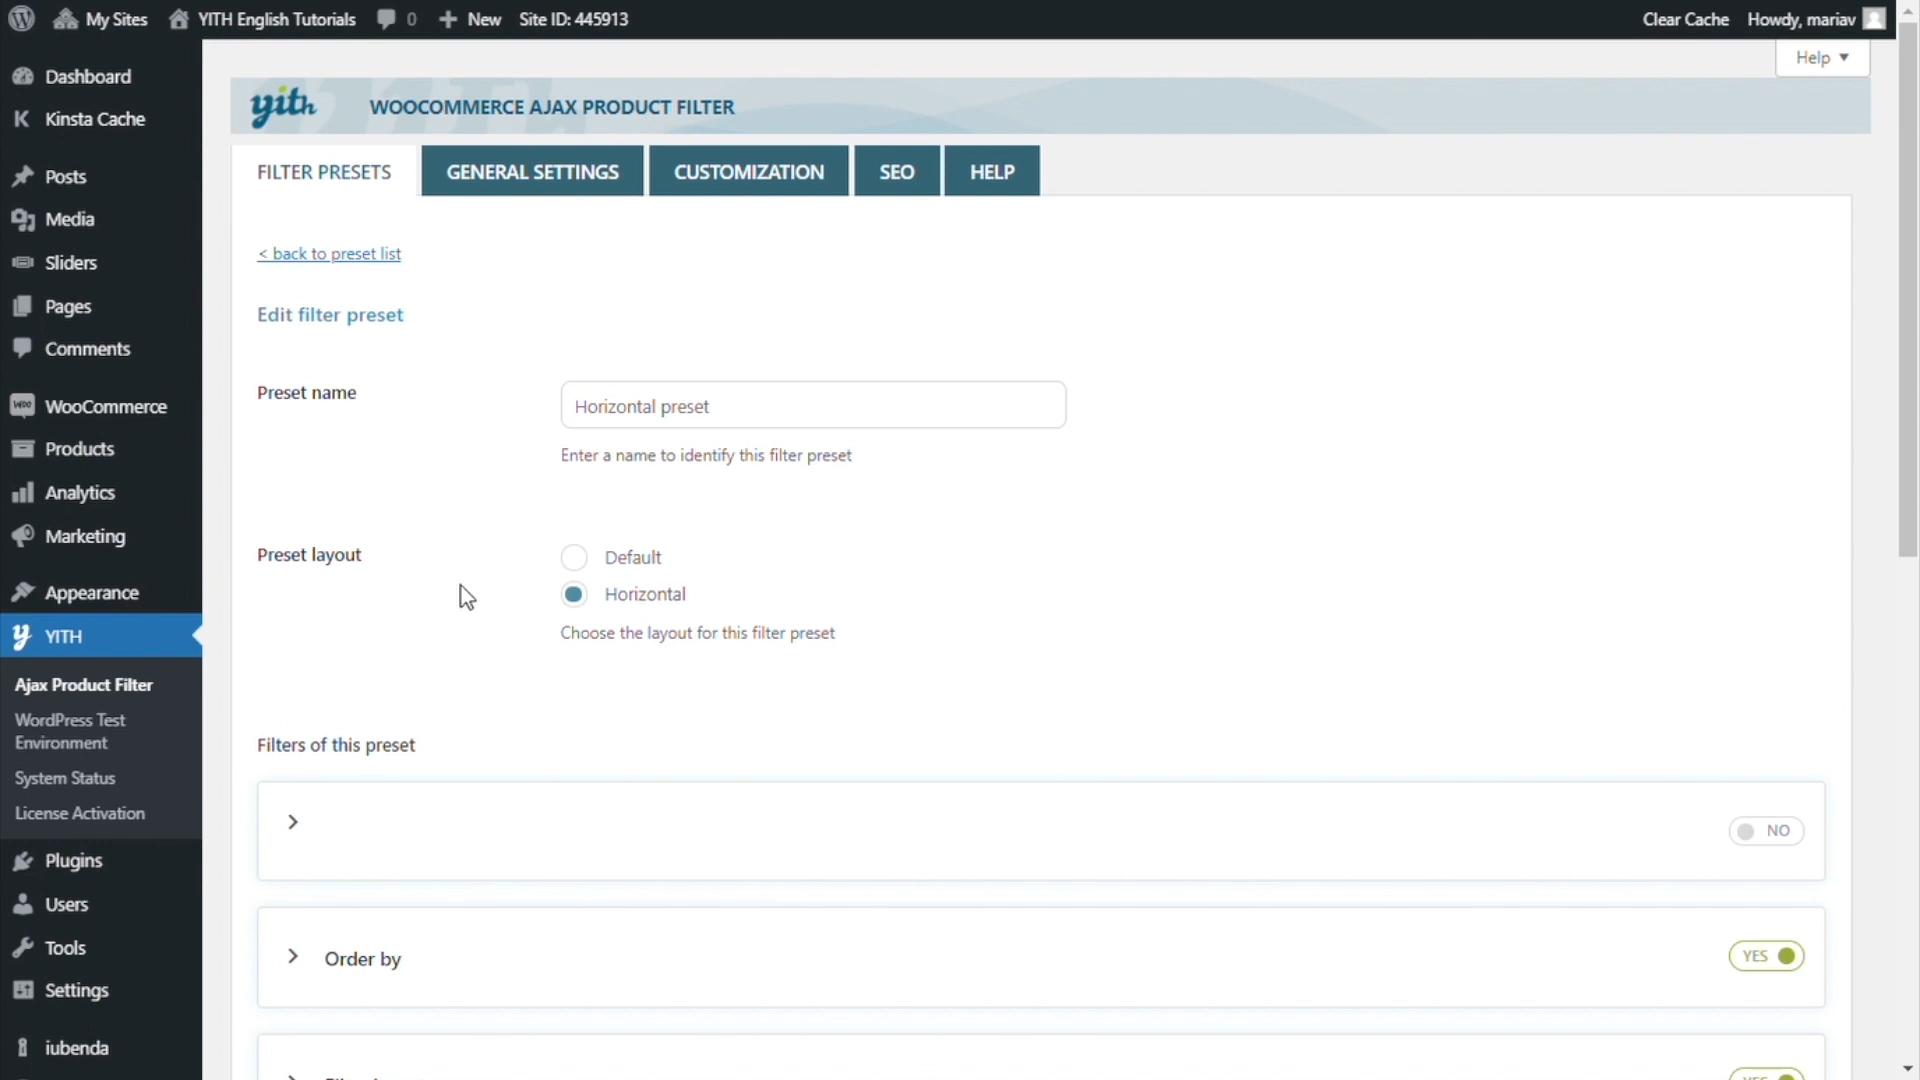 My Sites
YITH English Tutorials
0
New
Site ID: 445913
Clear Cache
Howdy, mariav
Help
Dashboard
Kinsta Cache
Posts
Media
Sliders
Pages
Comments
WooCommerce
Products
Analytics
Marketing
Appearance
YITH
Ajax Product Filter
WordPress Test
Environment
System Status
License Activation
Plugins
Users
Tools
Settings
iubenda
yith
WOOCOMMERCE AJAX PRODUCT FILTER
FILTER PRESETS
GENERAL SETTINGS
CUSTOMIZATION
SEO
HELP
< back to preset list
Edit filter preset
Preset name
Horizontal preset
Enter a name to identify this filter preset
Preset layout
Default
Horizontal
Choose the layout for this filter preset
Filters of this preset
NO
Order by
YES